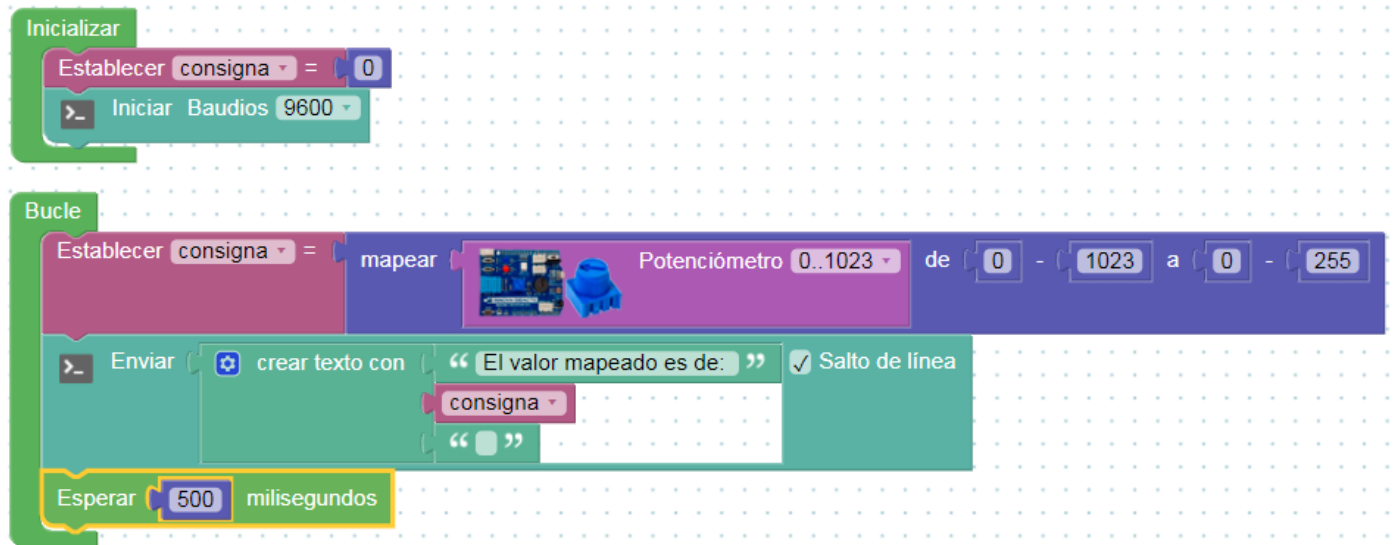 Inicializar
Establecer consigna = 0
>_ Iniciar Baudios 9600
Bucle
Establecer consigna = mapear Potenciómetro 0..1023 de 0 - 1023 a 0 - 255
>_ Enviar crear texto con “ El valor mapeado es de: ” Salto de línea
consigna
“ ”
Esperar 500 milisegundos